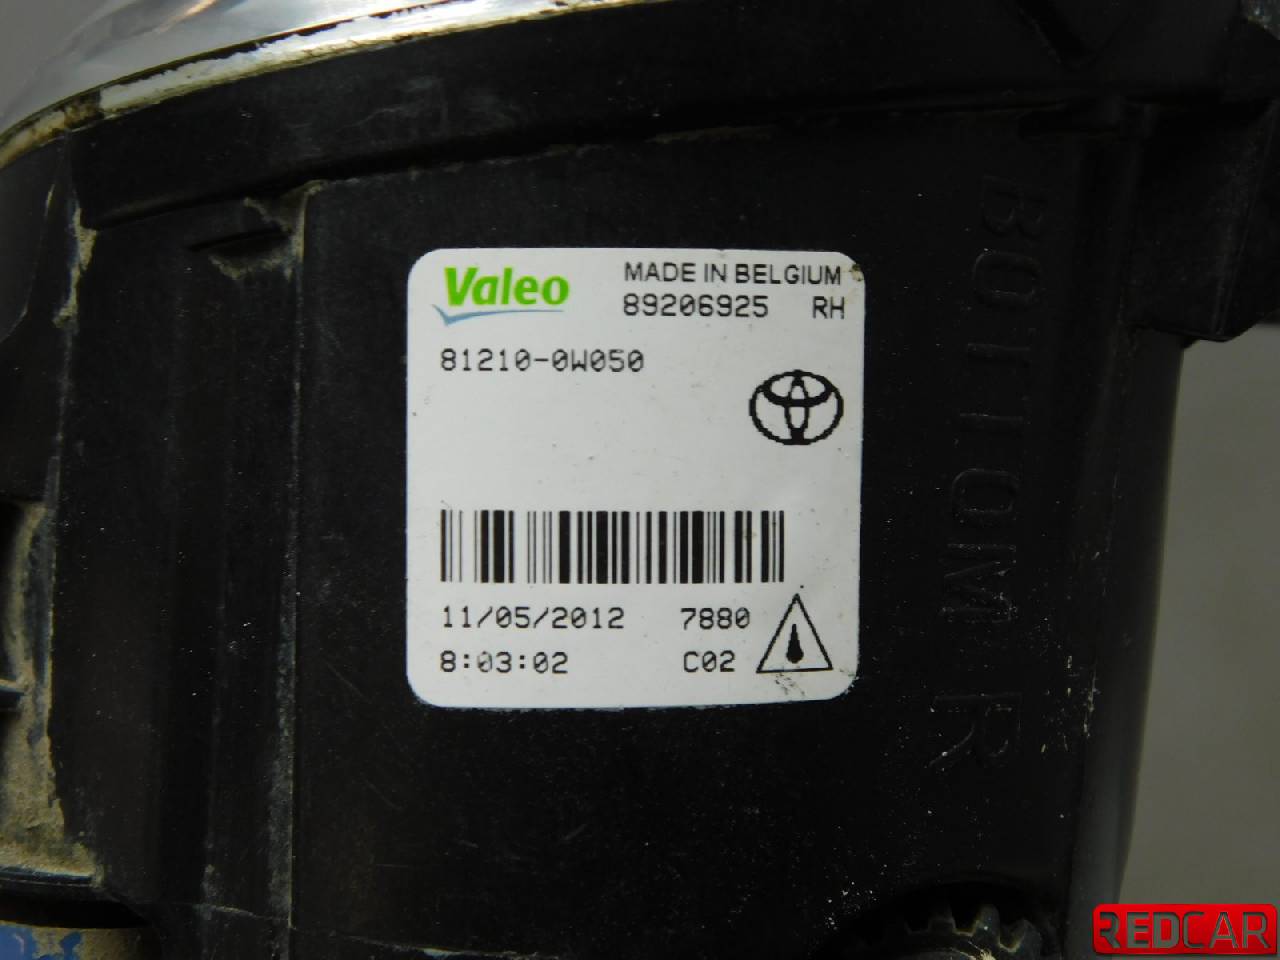 Valeo
MADE IN BELGIUM
89206925 RH
81210-0W050
11/05/2012 7880
8:03:02 C02
BOTTOM R
REDCAR